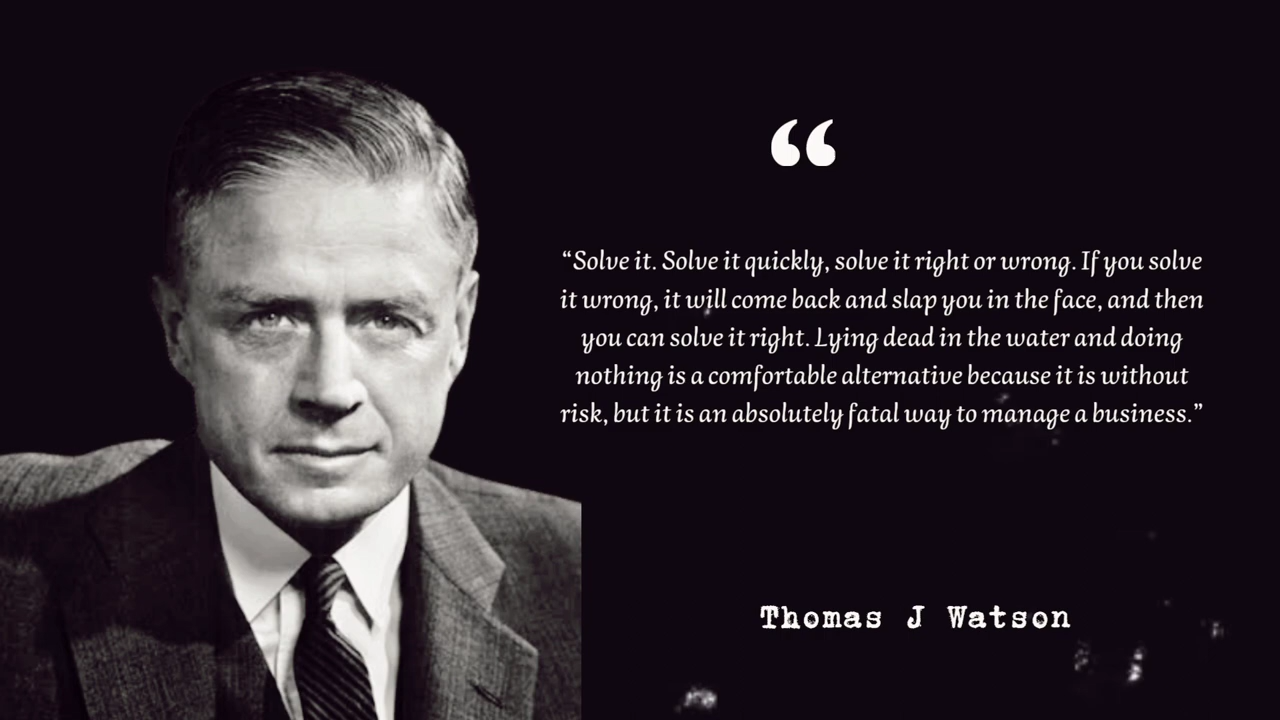 “
“Solve it. Solve it quickly, solve it right or wrong. If you solve
it wrong, it will come back and slap you in the face, and then
you can solve it right. Lying dead in the water and doing
nothing is a comfortable alternative because it is without
risk, but it is an absolutely fatal way to manage a business.”
Thomas J Watson